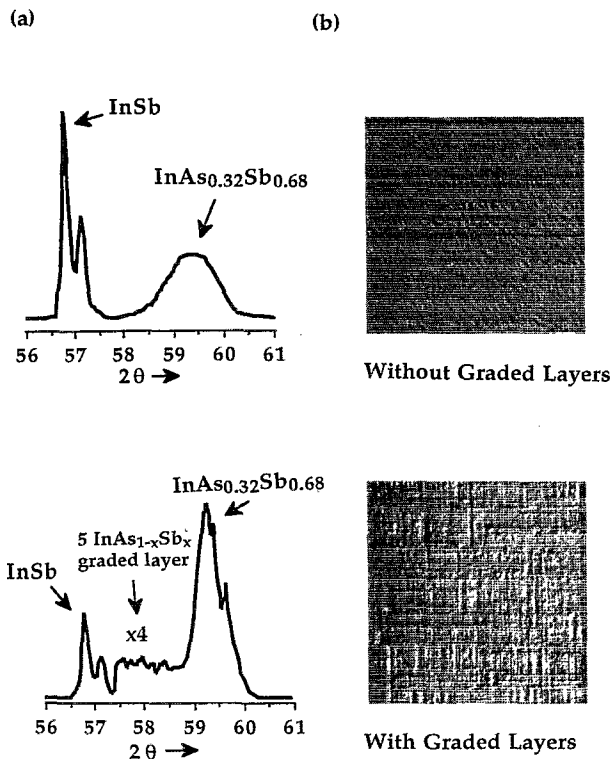 (a)
(b)
InSb
InAs0.32Sb0.68
56 57 58 59 60 61
2θ →
Without Graded Layers
InAs0.32Sb0.68
5 InAs1-xSbx
graded layer
InSb
x4
56 57 58 59 60 61
2θ →
With Graded Layers